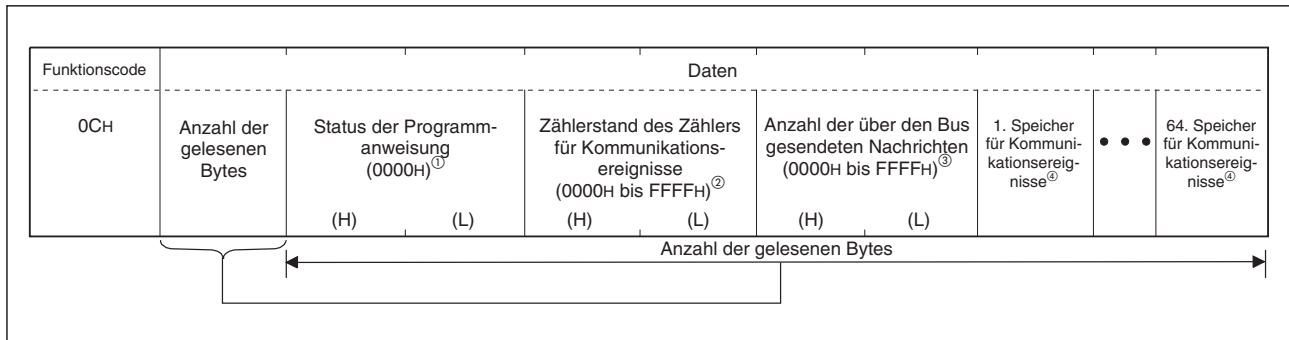 Funktionscode
Daten
0CH
Anzahl der
gelesenen
Bytes
Status der Programm-
anweisung
(0000H)①
(H) (L)
Zählerstand des Zählers
für Kommunikations-
ereignisse
(0000H bis FFFFH)②
(H) (L)
Anzahl der über den Bus
gesendeten Nachrichten
(0000H bis FFFFH)③
(H) (L)
1. Speicher
für Kommuni-
kationsereig-
nisse④
• • •
64. Speicher
für Kommuni-
kationsereig-
nisse④
Anzahl der gelesenen Bytes